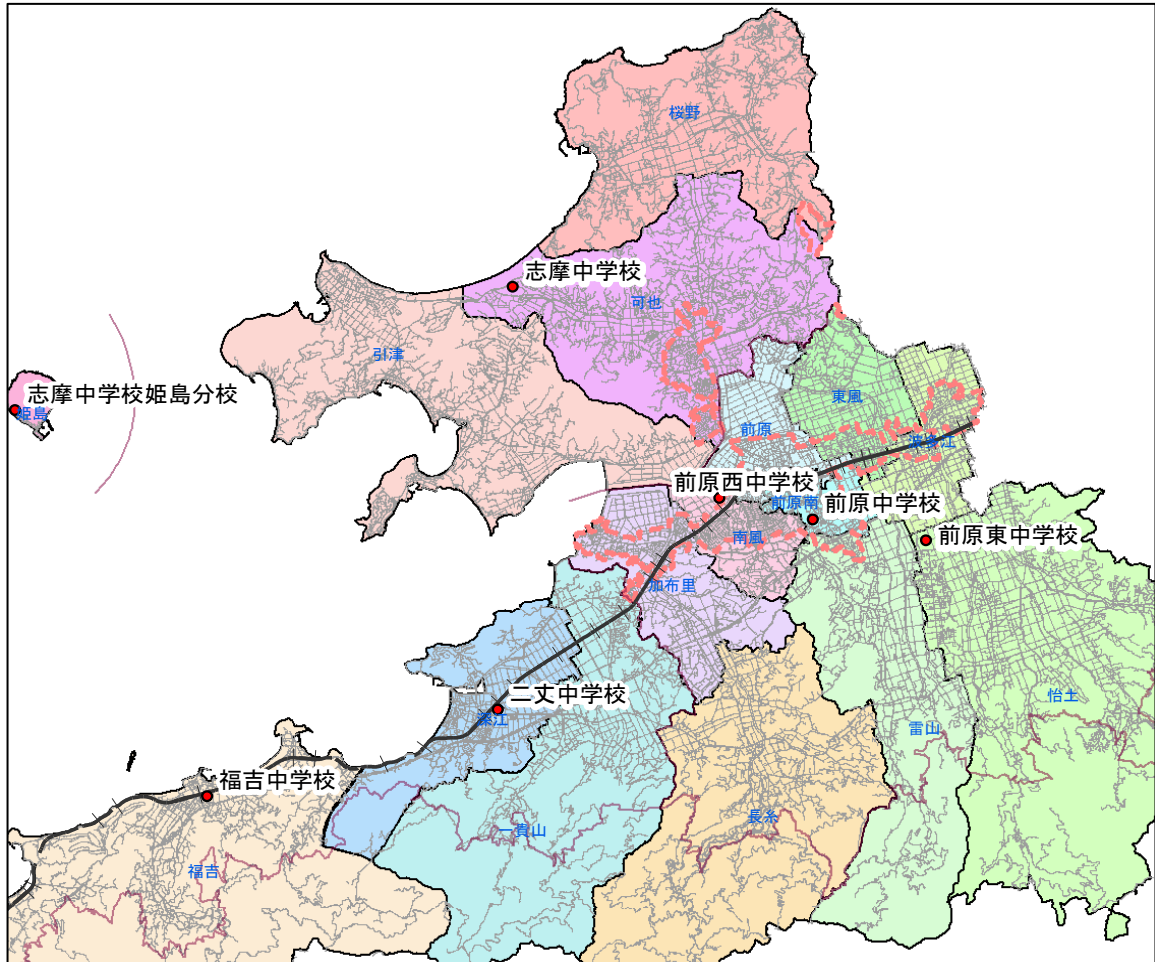 桜野
志摩中学校
可也
引津
志摩中学校姫島分校
姫島
東風
前原
波多江
前原西中学校
前原南
前原中学校
南風
前原東中学校
加布里
二丈中学校
深江
怡土
雷山
福吉中学校
一貴山
長糸
福吉